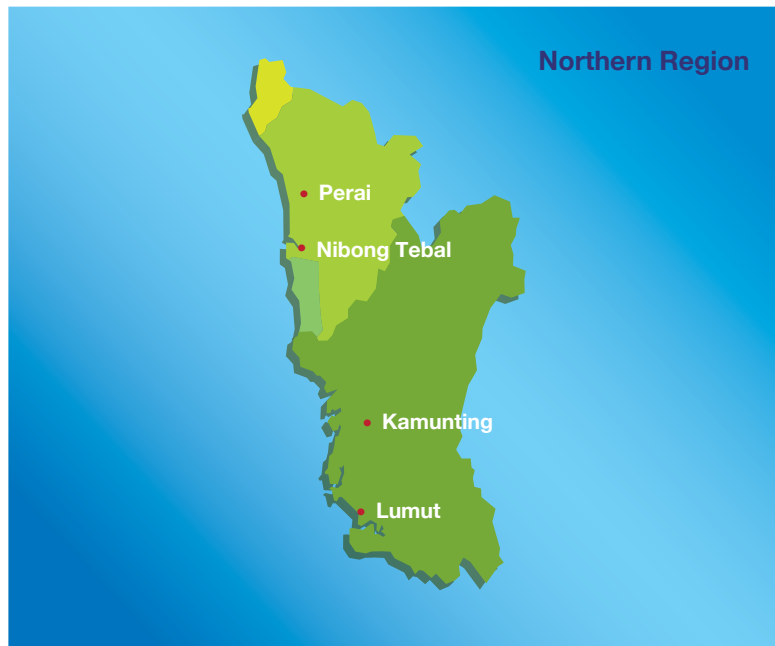 Northern Region
Perai
Nibong Tebal
Kamunting
Lumut